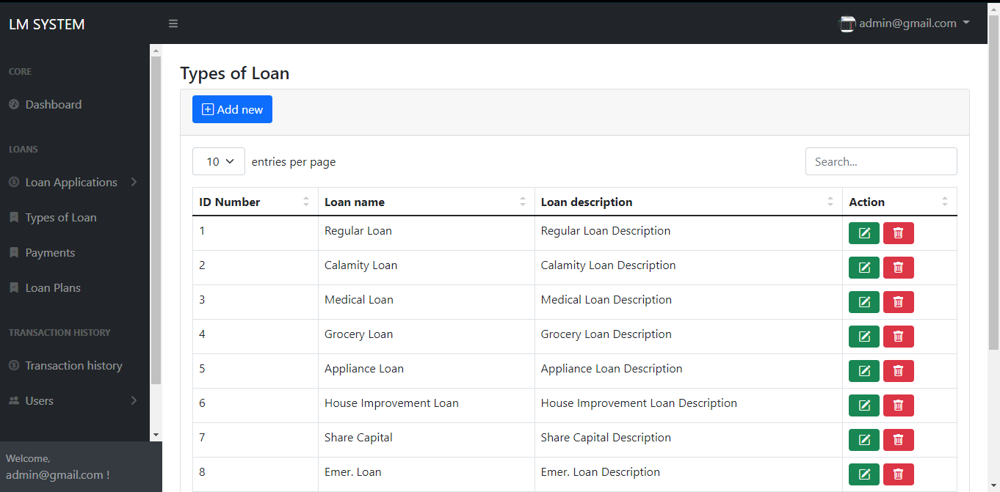 LM SYSTEM
admin@gmail.com
CORE
Dashboard
LOANS
Loan Applications
Types of Loan
Payments
Loan Plans
TRANSACTION HISTORY
Transaction history
Users
Welcome,
admin@gmail.com !
Types of Loan
Add new
10 entries per page
Search...
ID Number Loan name Loan description Action
1 Regular Loan Regular Loan Description
2 Calamity Loan Calamity Loan Description
3 Medical Loan Medical Loan Description
4 Grocery Loan Grocery Loan Description
5 Appliance Loan Appliance Loan Description
6 House Improvement Loan House Improvement Loan Description
7 Share Capital Share Capital Description
8 Emer. Loan Emer. Loan Description